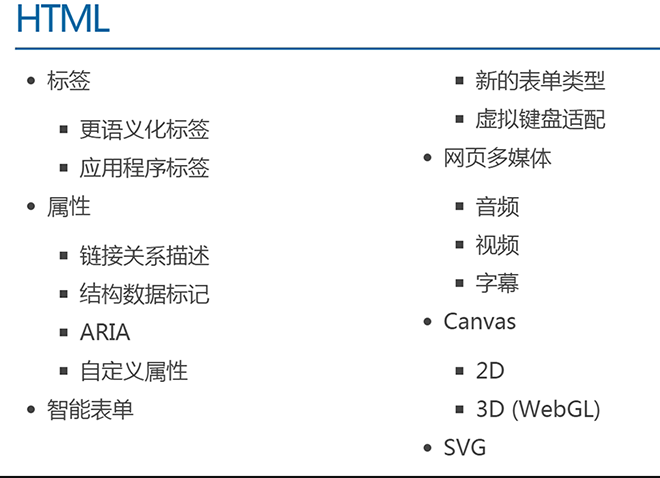 HTML
标签
更语义化标签
应用程序标签
属性
链接关系描述
结构数据标记
ARIA
自定义属性
智能表单
新的表单类型
虚拟键盘适配
网页多媒体
音频
视频
字幕
Canvas
2D
3D (WebGL)
SVG